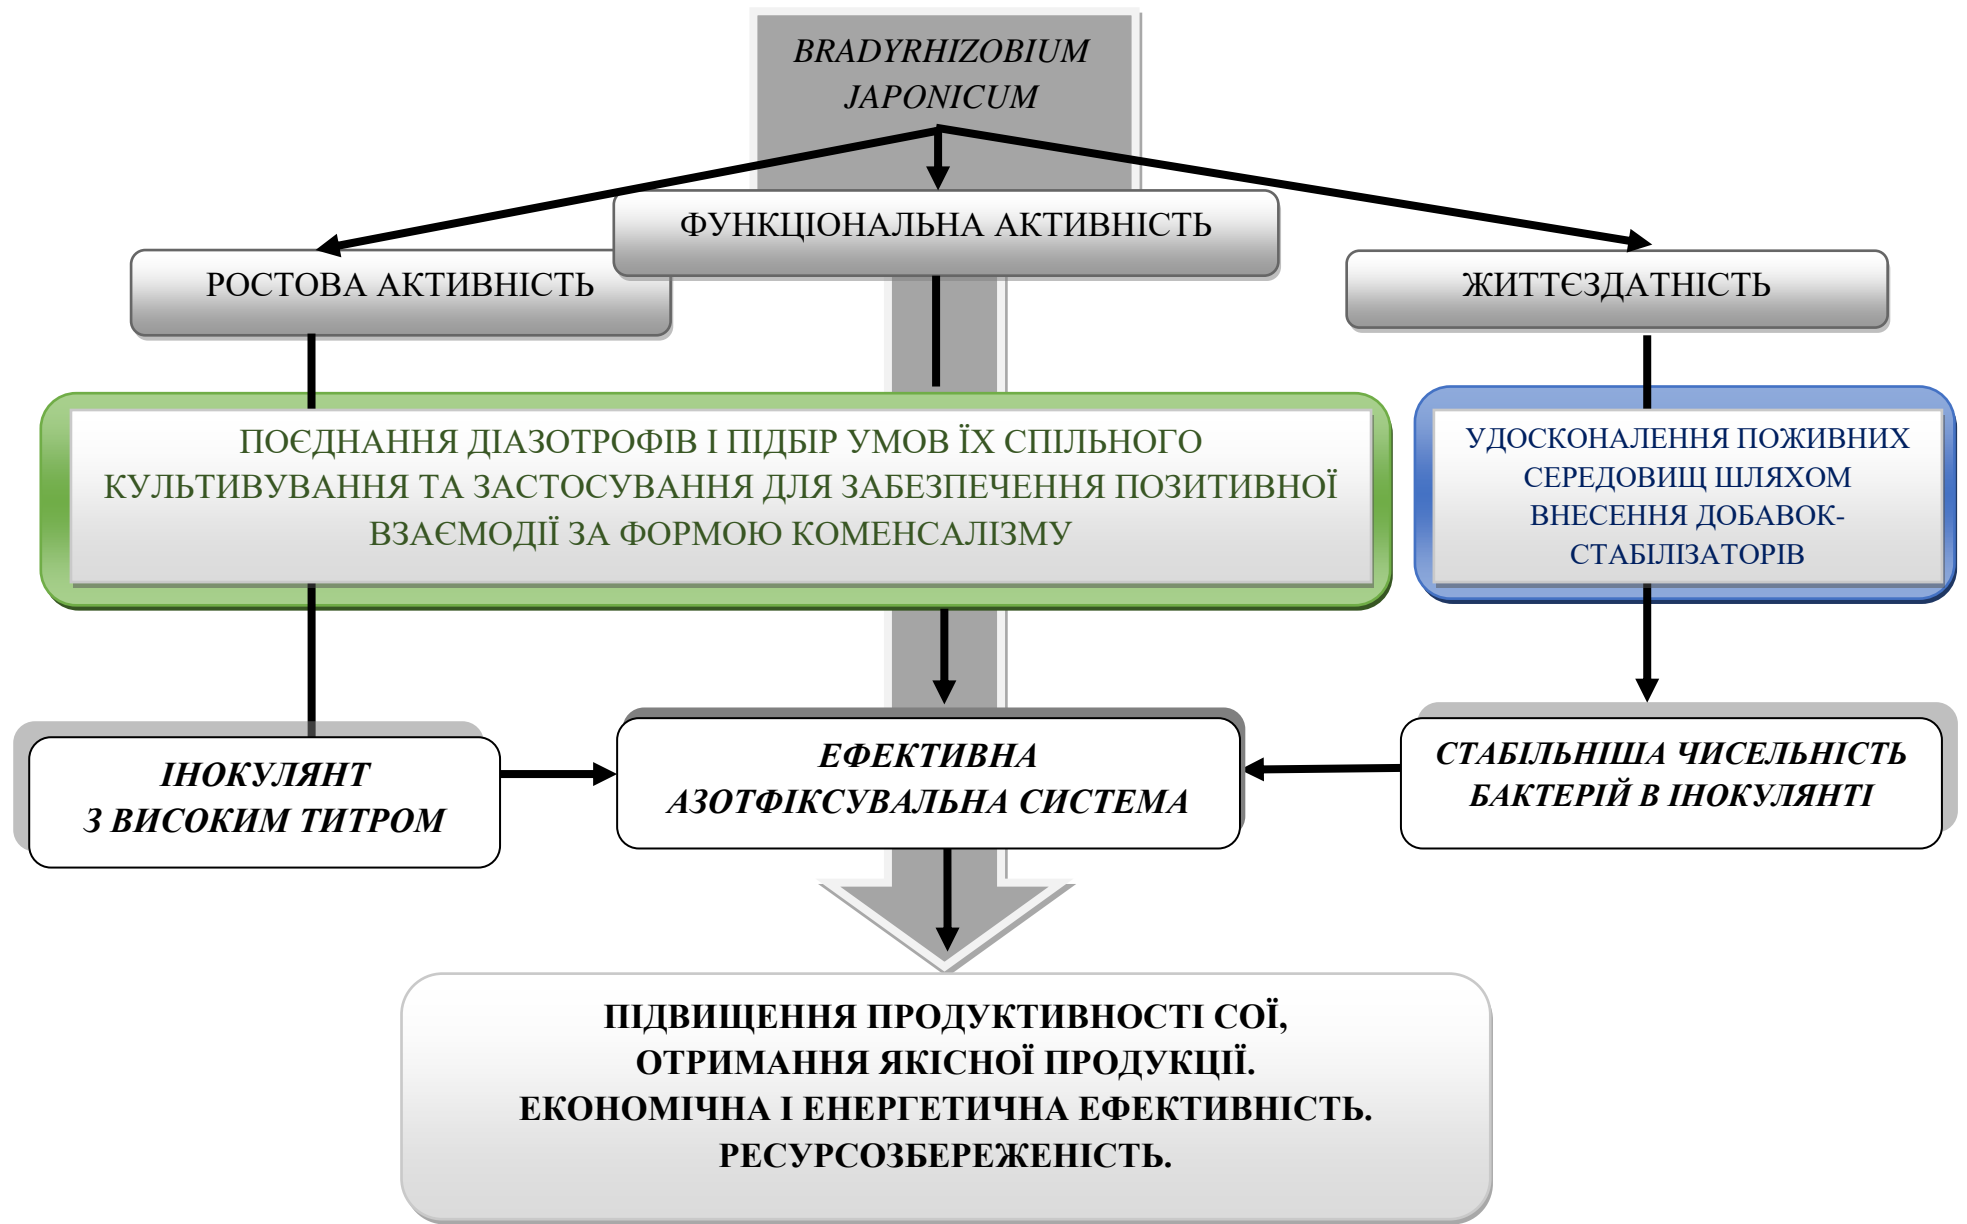 BRADYRHIZOBIUM
JAPONICUM
ФУНКЦІОНАЛЬНА АКТИВНІСТЬ
РОСТОВА АКТИВНІСТЬ
ЖИТТЄЗДАТНІСТЬ
ПОЄДНАННЯ ДІАЗОТРОФІВ І ПІДБІР УМОВ ЇХ СПІЛЬНОГО
КУЛЬТИВУВАННЯ ТА ЗАСТОСУВАННЯ ДЛЯ ЗАБЕЗПЕЧЕННЯ ПОЗИТИВНОЇ
ВЗАЄМОДІЇ ЗА ФОРМОЮ КОМЕНСАЛІЗМУ
УДОСКОНАЛЕННЯ ПОЖИВНИХ
СЕРЕДОВИЩ ШЛЯХОМ
ВНЕСЕННЯ ДОБАВОК-
СТАБІЛІЗАТОРІВ
ІНОКУЛЯНТ
З ВИСОКИМ ТИТРОМ
ЕФЕКТИВНА
АЗОТФІКСУВАЛЬНА СИСТЕМА
СТАБІЛЬНІША ЧИСЕЛЬНІСТЬ
БАКТЕРІЙ В ІНОКУЛЯНТІ
ПІДВИЩЕННЯ ПРОДУКТИВНОСТІ СОЇ,
ОТРИМАННЯ ЯКІСНОЇ ПРОДУКЦІЇ.
ЕКОНОМІЧНА І ЕНЕРГЕТИЧНА ЕФЕКТИВНІСТЬ.
РЕСУРСОЗБЕРЕЖЕНІСТЬ.